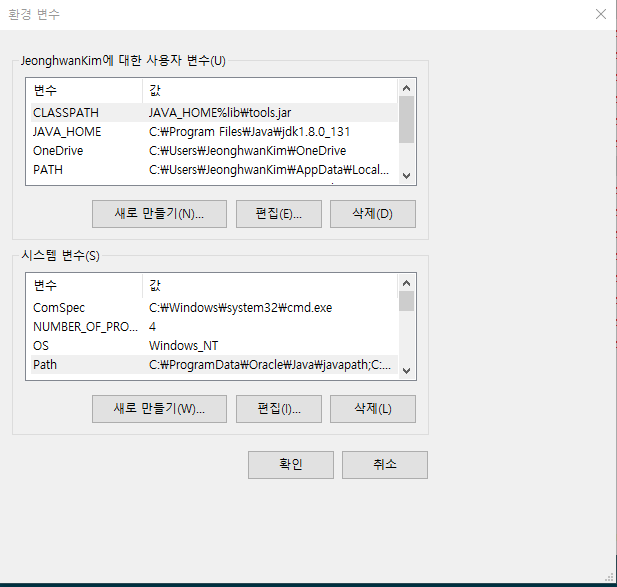 환경 변수
JeonghwanKim에 대한 사용자 변수(U)
변수 값
CLASSPATH JAVA_HOME%lib₩tools.jar
JAVA_HOME C:₩Program Files₩Java₩jdk1.8.0_131
OneDrive C:₩Users₩JeonghwanKim₩OneDrive
PATH C:₩Users₩JeonghwanKim₩AppData₩Local...
새로 만들기(N)... 편집(E)... 삭제(D)
시스템 변수(S)
변수 값
ComSpec C:₩Windows₩system32₩cmd.exe
NUMBER_OF_PRO... 4
OS Windows_NT
Path C:₩ProgramData₩Oracle₩Java₩javapath;C:...
새로 만들기(W)... 편집(I)... 삭제(L)
확인 취소